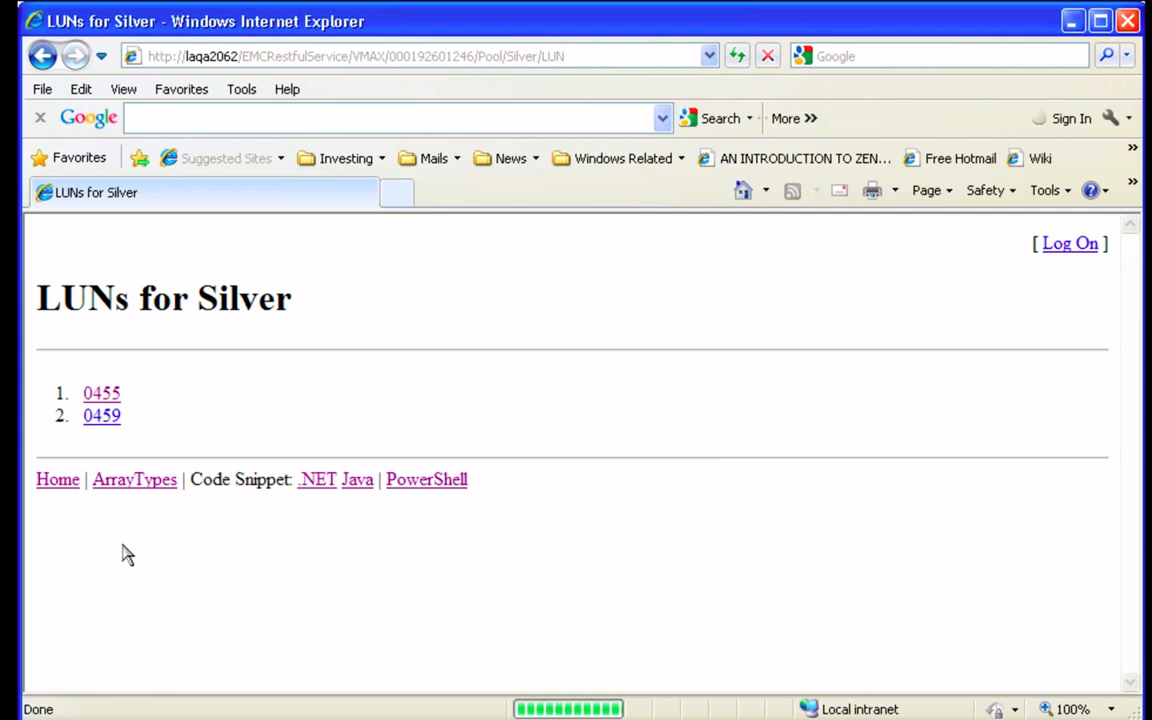 LUNs for Silver - Windows Internet Explorer
http://laqa2062/EMCRestfulService/VMAX/000192601246/Pool/Silver/LUN
Google
File Edit View Favorites Tools Help
x Google Search More >> Sign In
Favorites Suggested Sites Investing Mails News Windows Related AN INTRODUCTION TO ZEN... Free Hotmail Wiki
LUNs for Silver Page Safety Tools
[ Log On ]
LUNs for Silver
1. 0455
2. 0459
Home | ArrayTypes | Code Snippet: .NET Java | PowerShell
Done Local intranet 100%